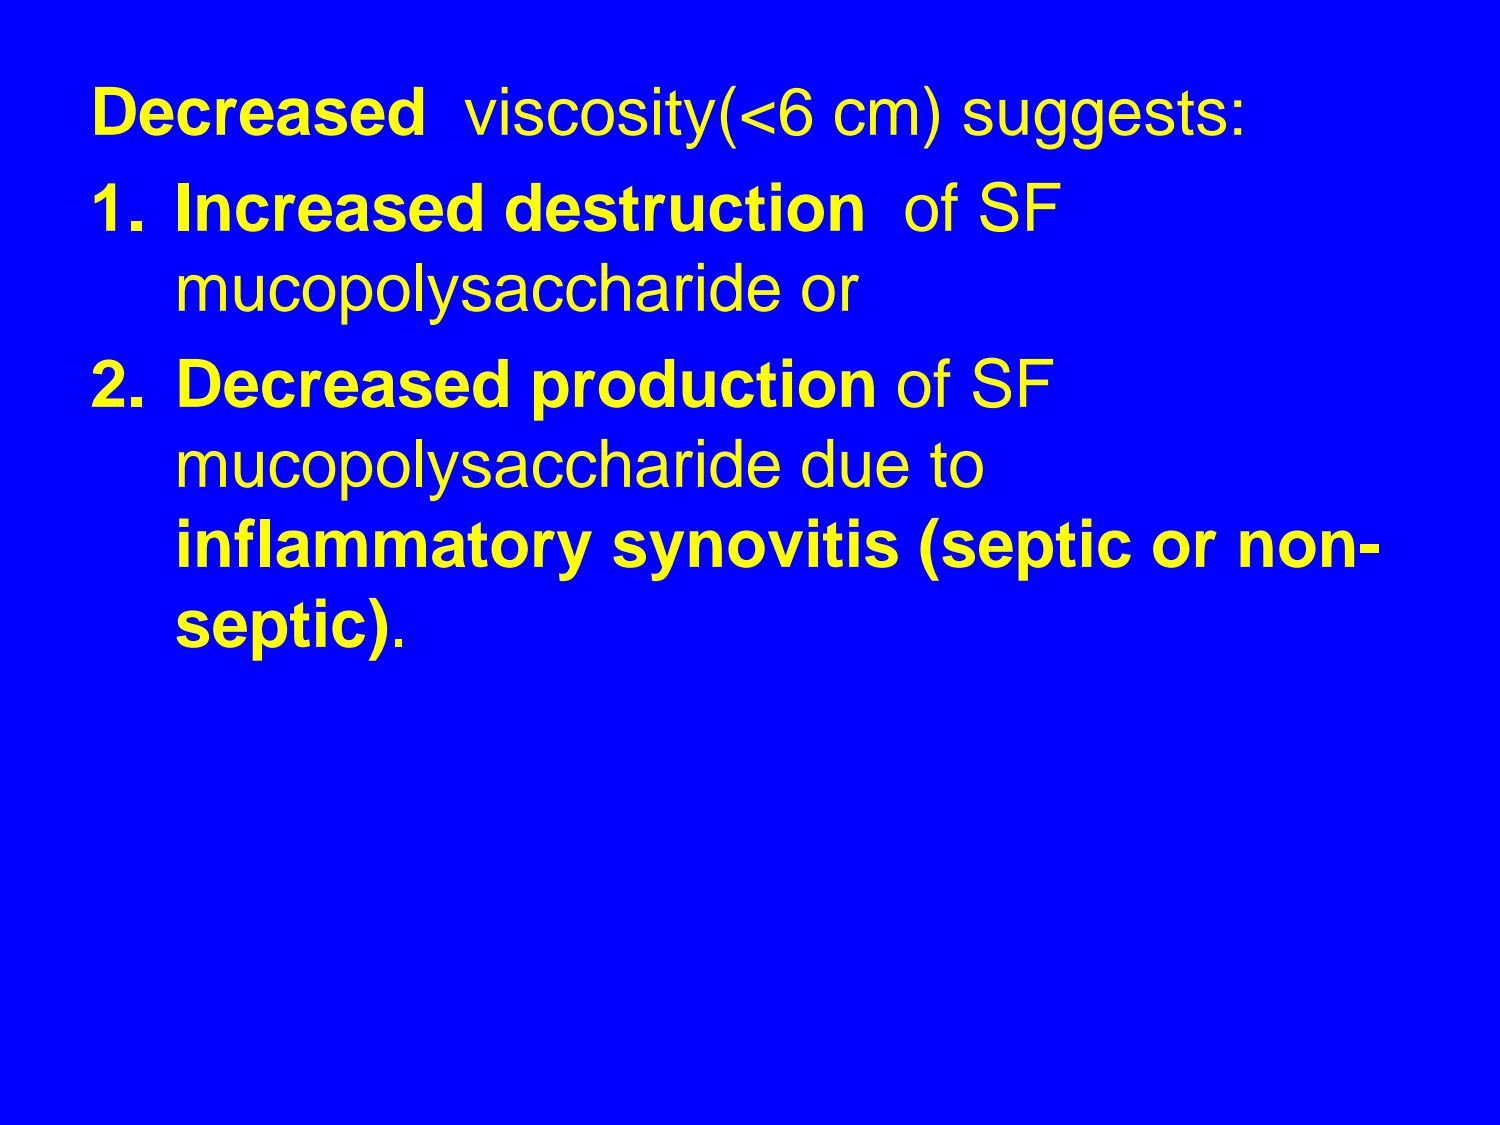 Decreased  viscosity(<6 cm) suggests:
1. Increased destruction  of SF
mucopolysaccharide or
2. Decreased production of SF
mucopolysaccharide due to
inflammatory synovitis (septic or non-
septic).